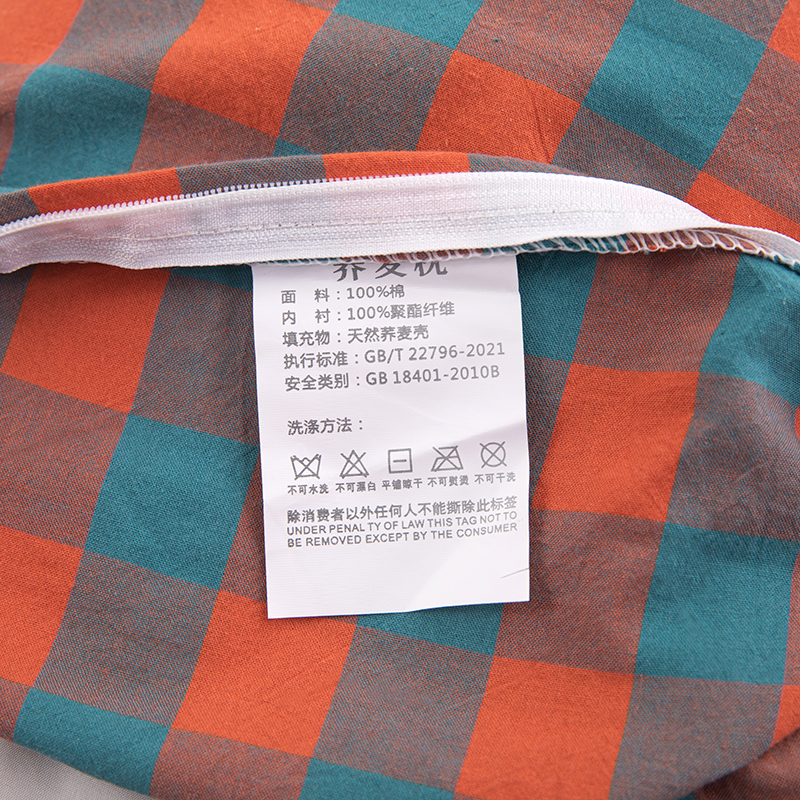 荞麦枕
面 料：100%棉
内 衬：100%聚酯纤维
填充物：天然荞麦壳
执行标准：GB/T 22796-2021
安全类别：GB 18401-2010B
洗涤方法：
不可水洗 不可漂白 平铺晾干 不可熨烫 不可干洗
除消费者以外任何人不能撕除此标签
UNDER PENALTY OF LAW THIS TAG NOT TO
BE REMOVED EXCEPT BY THE CONSUMER